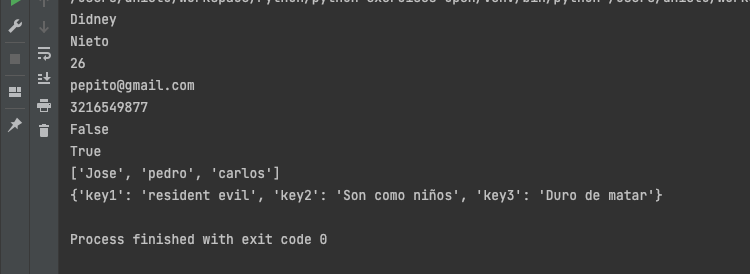 Didney
Nieto
26
pepito@gmail.com
3216549877
False
True
['Jose', 'pedro', 'carlos']
{'key1': 'resident evil', 'key2': 'Son como niños', 'key3': 'Duro de matar'}
Process finished with exit code 0